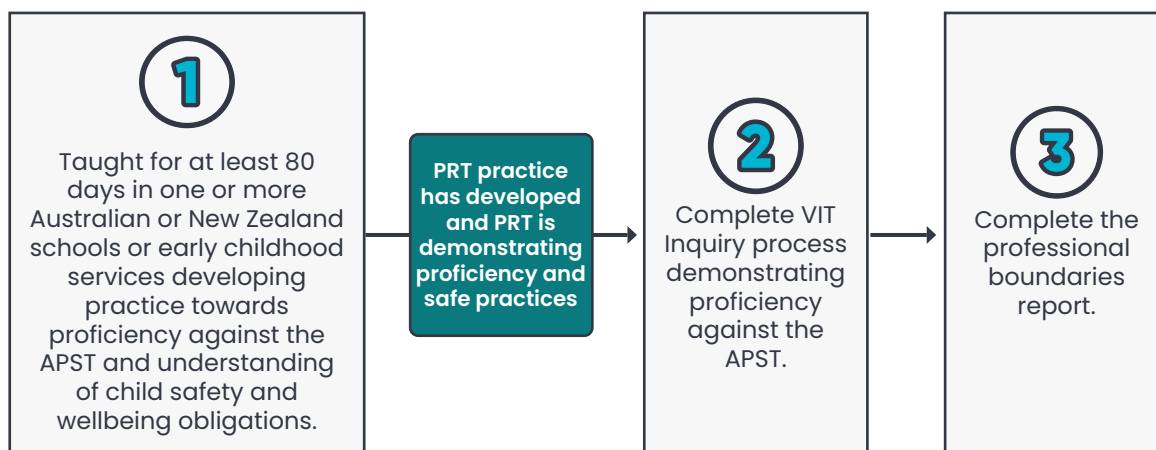 1
Taught for at least 80
days in one or more
Australian or New Zealand
schools or early childhood
services developing
practice towards
proficiency against the
APST and understanding
of child safety and
wellbeing obligations.
PRT practice
has developed
and PRT is
demonstrating
proficiency and
safe practices
2
Complete VIT
Inquiry process
demonstrating
proficiency
against the
APST.
3
Complete the
professional
boundaries
report.